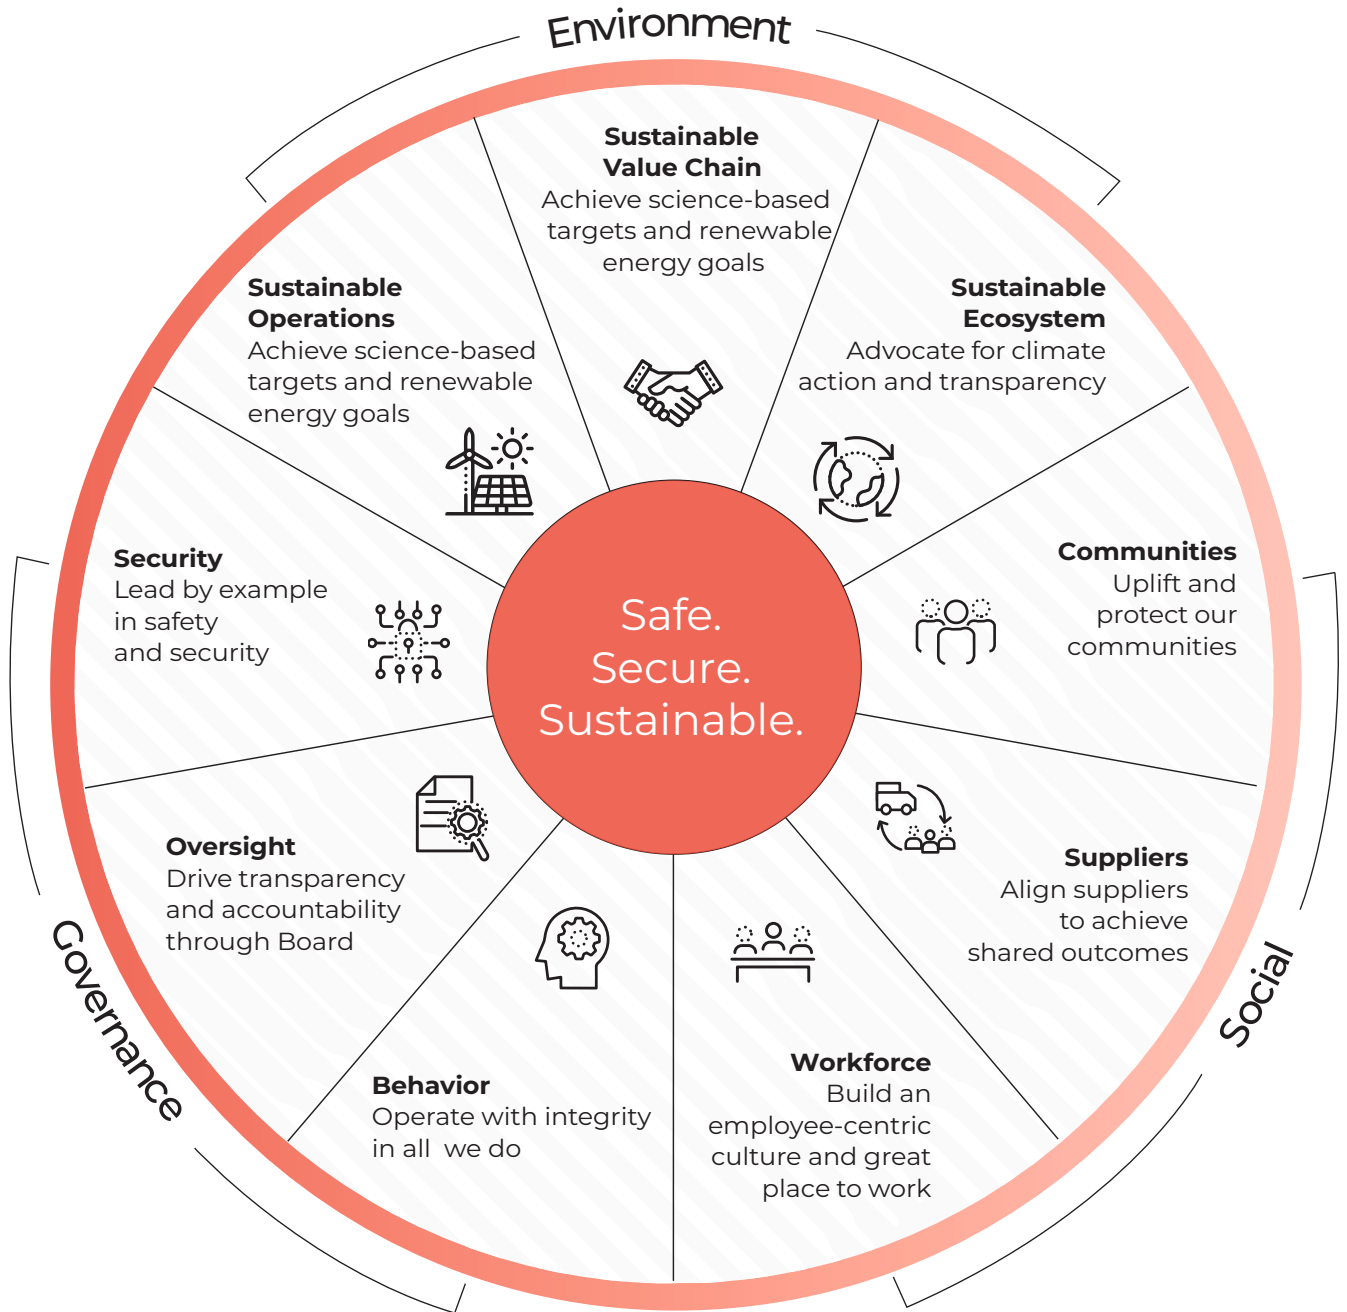 Environment
Sustainable
Value Chain
Achieve science-based
targets and renewable
energy goals
Sustainable
Ecosystem
Advocate for climate
action and transparency
Communities
Uplift and
protect our
communities
Suppliers
Align suppliers
to achieve
shared outcomes
Social
Workforce
Build an
employee-centric
culture and great
place to work
Behavior
Operate with integrity
in all we do
Governance
Oversight
Drive transparency
and accountability
through Board
Security
Lead by example
in safety
and security
Sustainable
Operations
Achieve science-based
targets and renewable
energy goals
Safe.
Secure.
Sustainable.